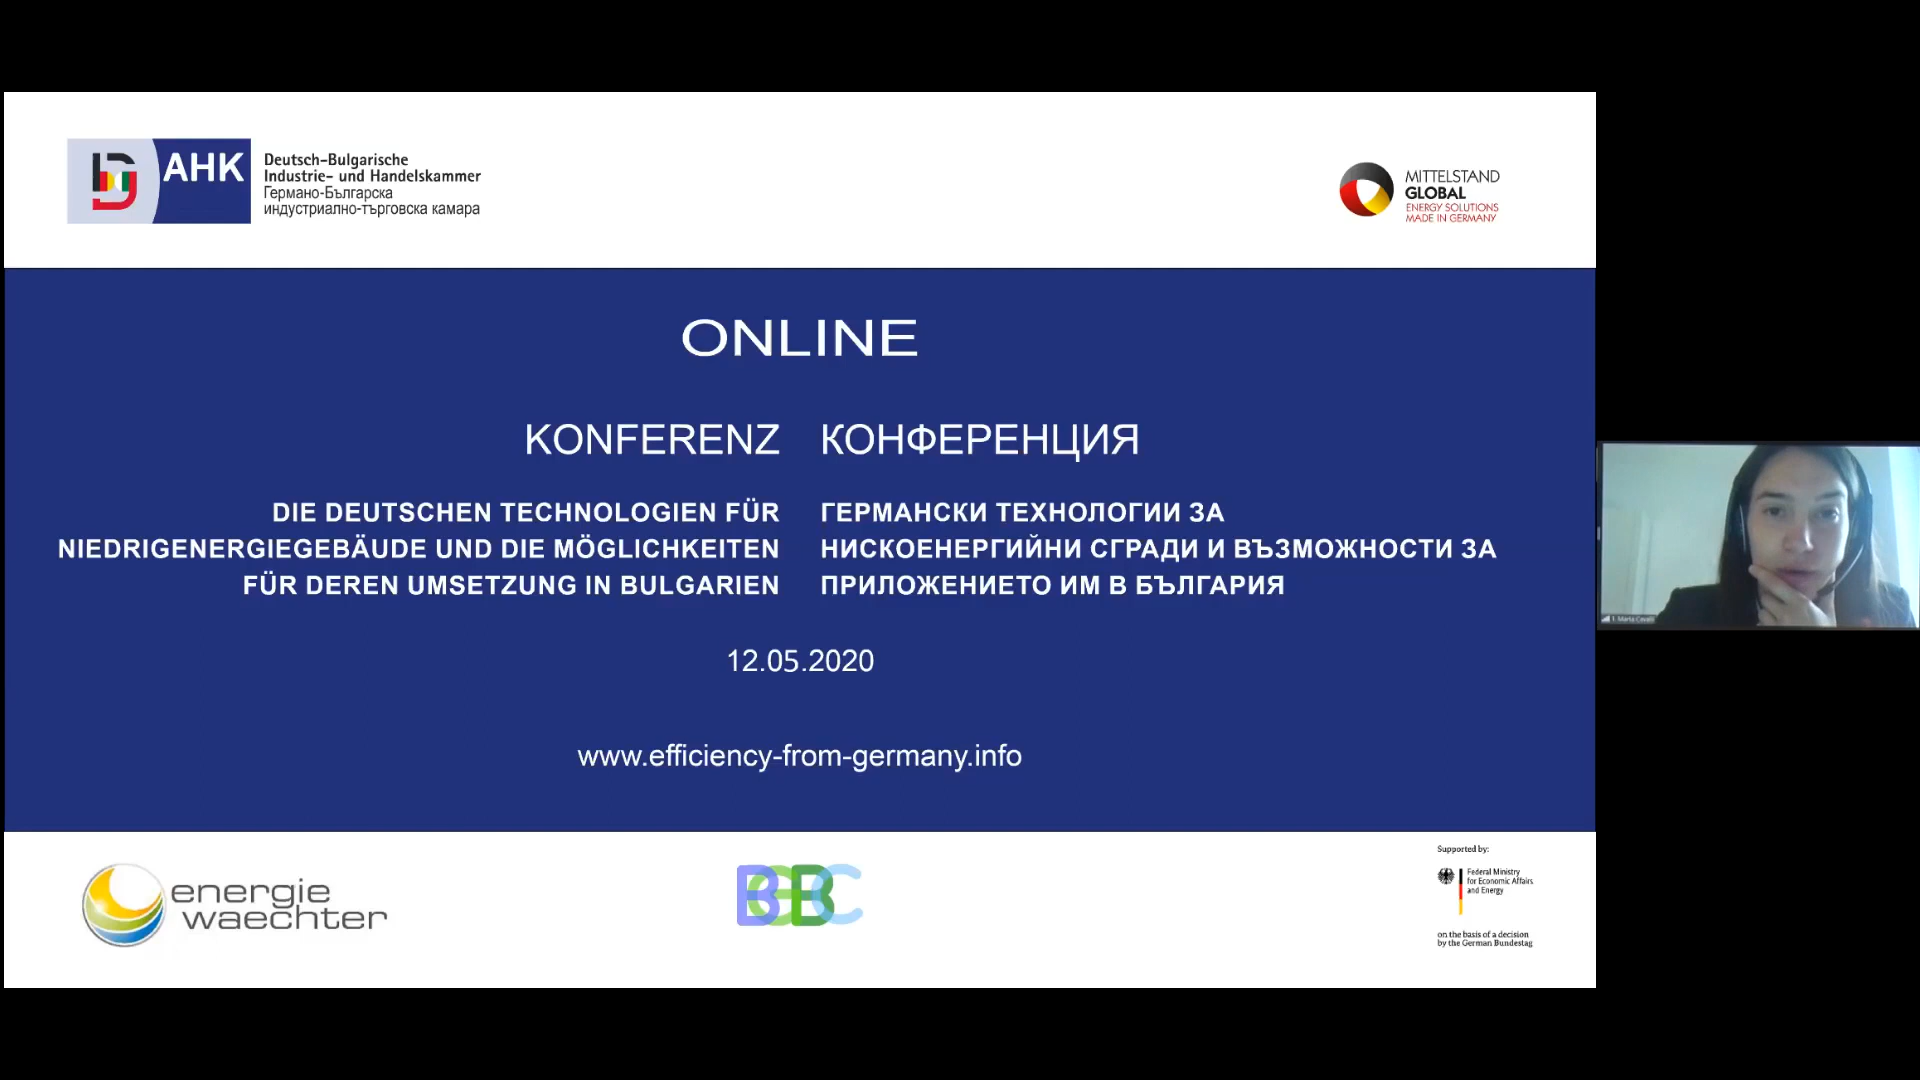 AHK
Deutsch-Bulgarische
Industrie- und Handelskammer
Германо-Българска
индустриално-търговска камара
MITTELSTAND
GLOBAL
ENERGY SOLUTIONS
MADE IN GERMANY
ONLINE
KONFERENZ
DIE DEUTSCHEN TECHNOLOGIEN FÜR
NIEDRIGENERGIEGEBÄUDE UND DIE MÖGLICHKEITEN
FÜR DEREN UMSETZUNG IN BULGARIEN
КОНФЕРЕНЦИЯ
ГЕРМАНСКИ ТЕХНОЛОГИИ ЗА
НИСКОЕНЕРГИЙНИ СГРАДИ И ВЪЗМОЖНОСТИ ЗА
ПРИЛОЖЕНИЕТО ИМ В БЪЛГАРИЯ
12.05.2020
www.efficiency-from-germany.info
energie
waechter
BGBC
Supported by:
Federal Ministry
for Economic Affairs
and Energy
on the basis of a decision
by the German Bundestag